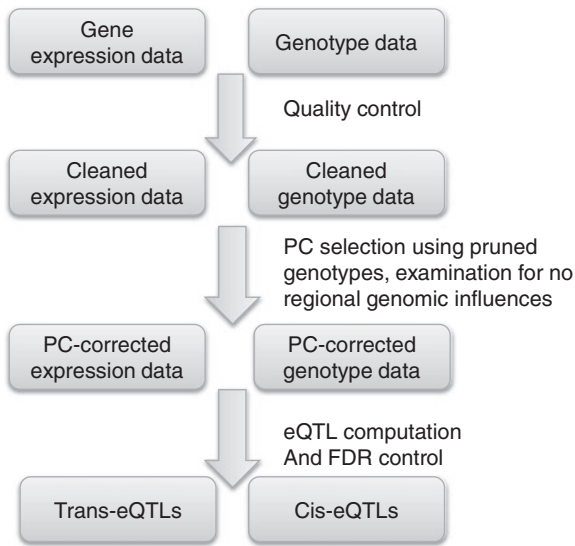 Gene
expression data
Genotype data
Quality control
Cleaned
expression data
Cleaned
genotype data
PC selection using pruned
genotypes, examination for no
regional genomic influences
PC-corrected
expression data
PC-corrected
genotype data
eQTL computation
And FDR control
Trans-eQTLs
Cis-eQTLs